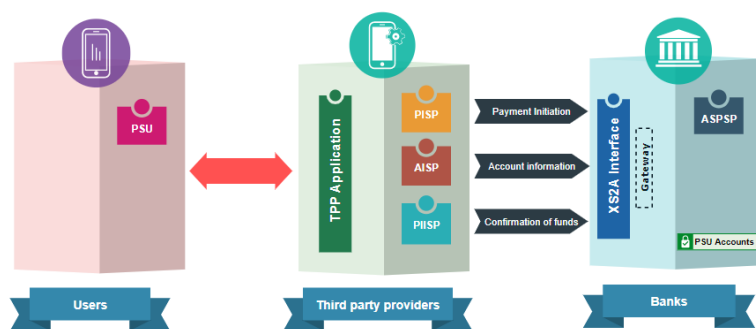 PSU
Users
TPP Application
PISP
AISP
PIISP
Third party providers
Payment Initiation
Account information
Confirmation of funds
XS2A Interface
Gateway
ASPSP
PSU Accounts
Banks